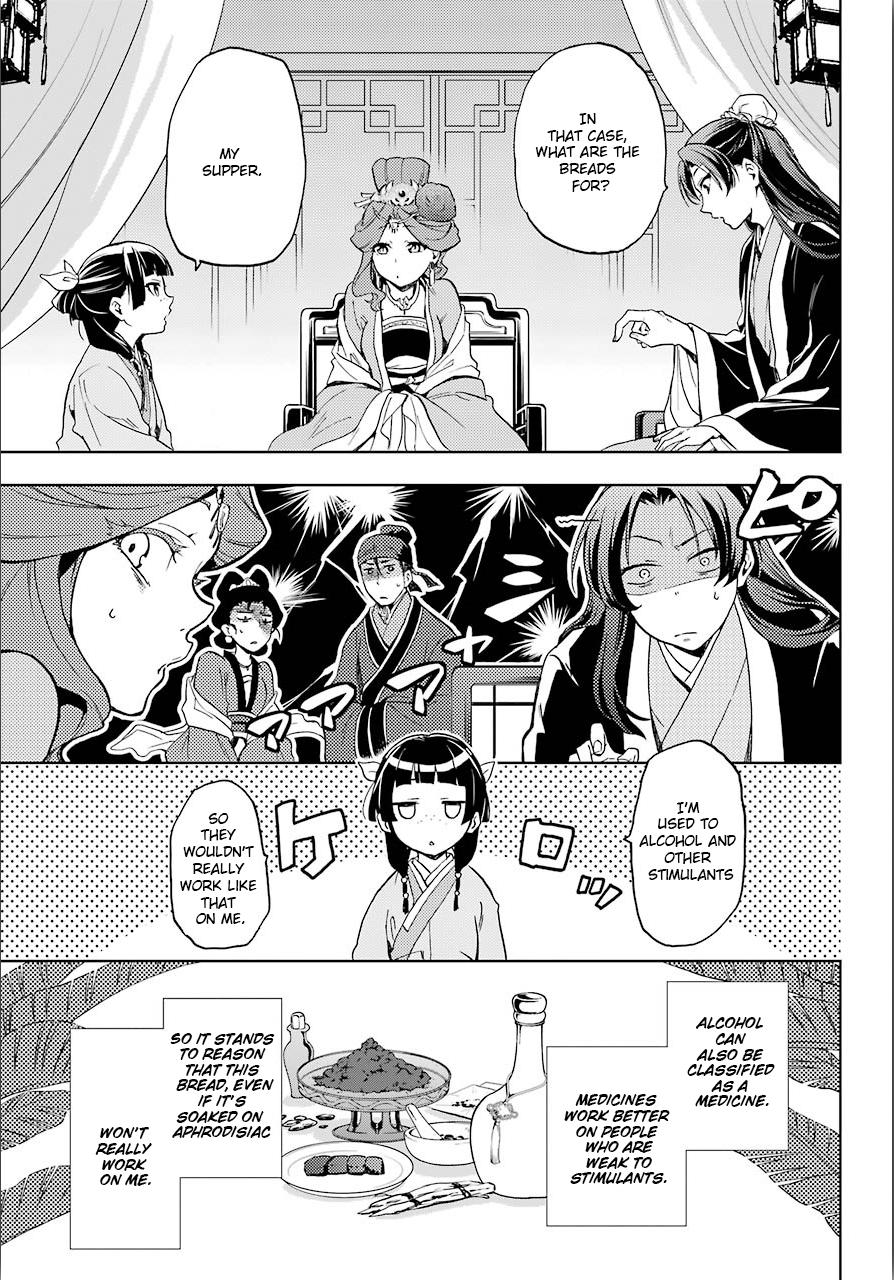 IN
THAT CASE,
WHAT ARE THE
BREADS
FOR?
MY
SUPPER.
ピシャアアア
I'M
USED TO
ALCOHOL AND
OTHER
STIMULANTS
SO
THEY
WOULDN'T
REALLY
WORK LIKE
THAT
ON ME.
ケロッ
ALCOHOL
CAN
ALSO BE
CLASSIFIED
AS A
MEDICINE.
MEDICINES
WORK BETTER
ON PEOPLE
WHO ARE
WEAK TO
STIMULANTS.
SO IT STANDS
TO REASON
THAT THIS
BREAD, EVEN
IF IT'S
SOAKED ON
APHRODISIAC
WON'T
REALLY
WORK
ON ME.